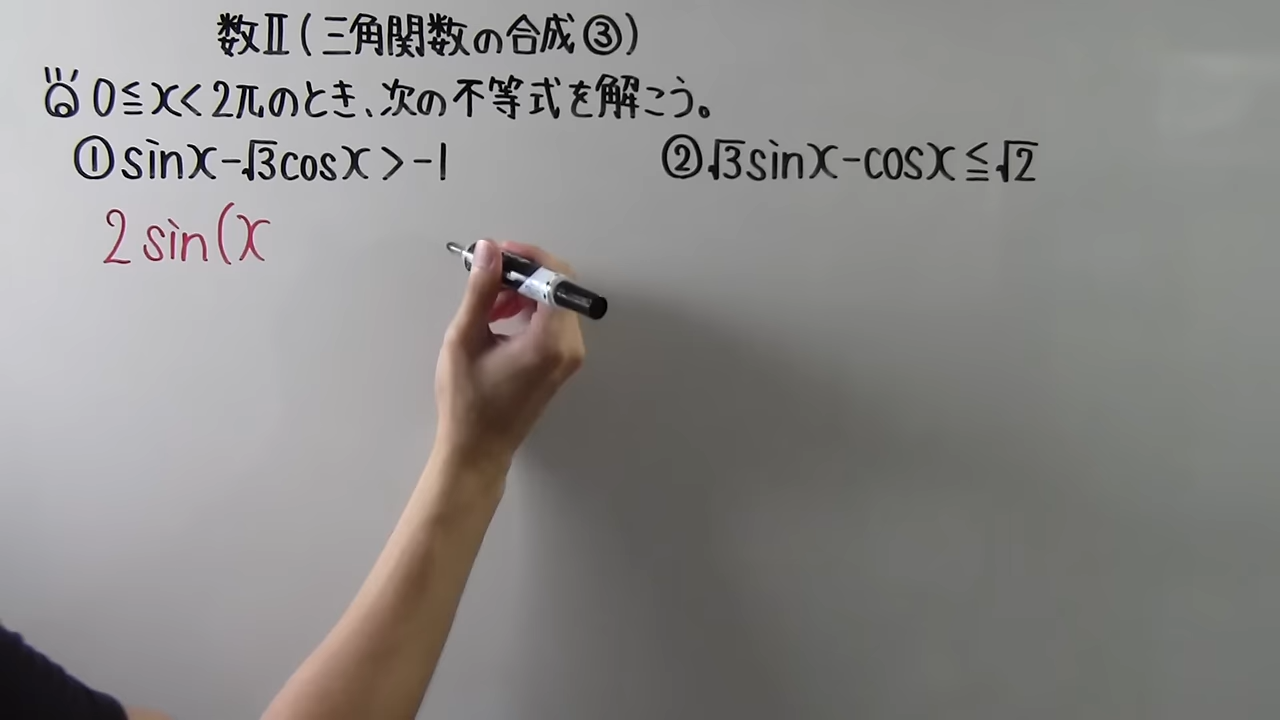 数Ⅱ(三角関数の合成③)
0≦x<2πのとき、次の不等式を解こう。
①sinx-√3cosx>-1
②√3sinx-cosx≦√2
2sin(x